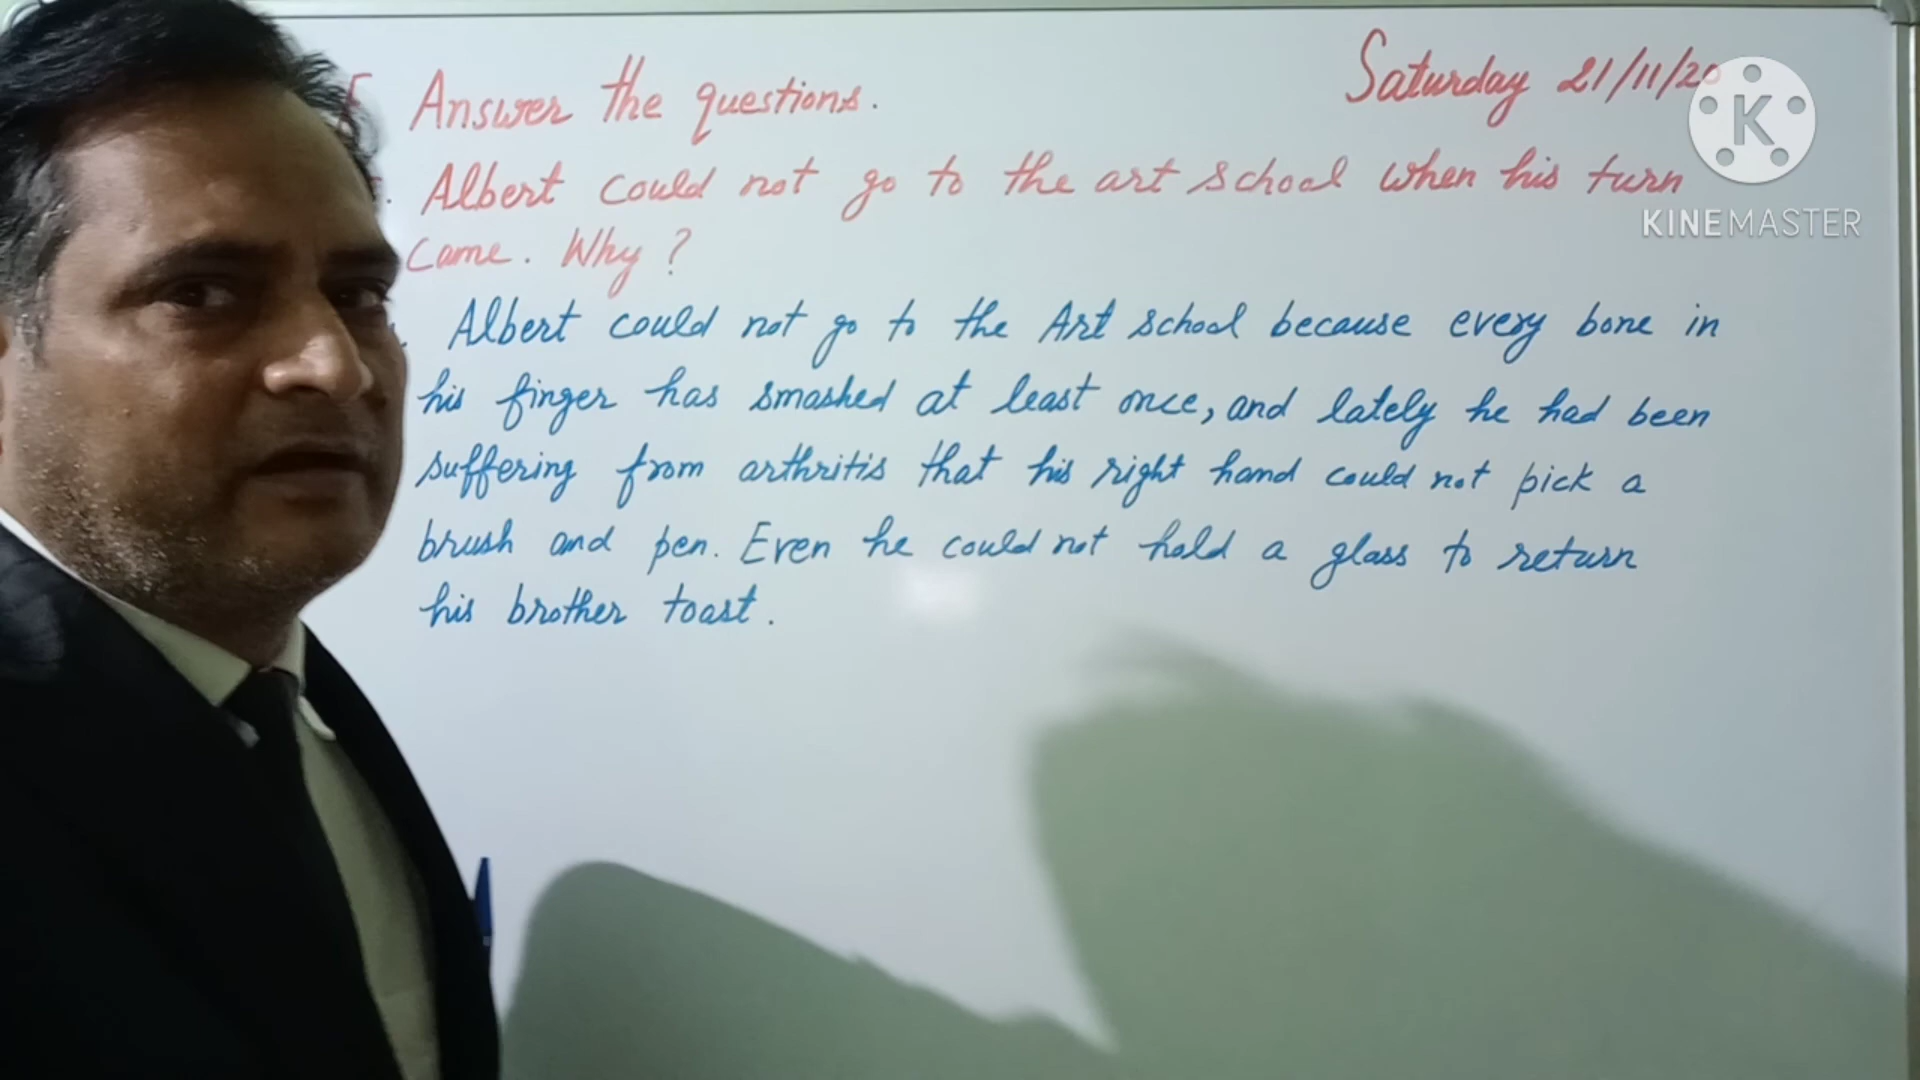 Answer the questions.
Saturday 21/11/20
Albert could not go to the art school when his turn
came. Why?
Albert could not go to the Art school because every bone in
his finger has smashed at least once, and lately he had been
suffering from arthritis that his right hand could not pick a
brush and pen. Even he could not hold a glass to return
his brother toast.
K
KINEMASTER